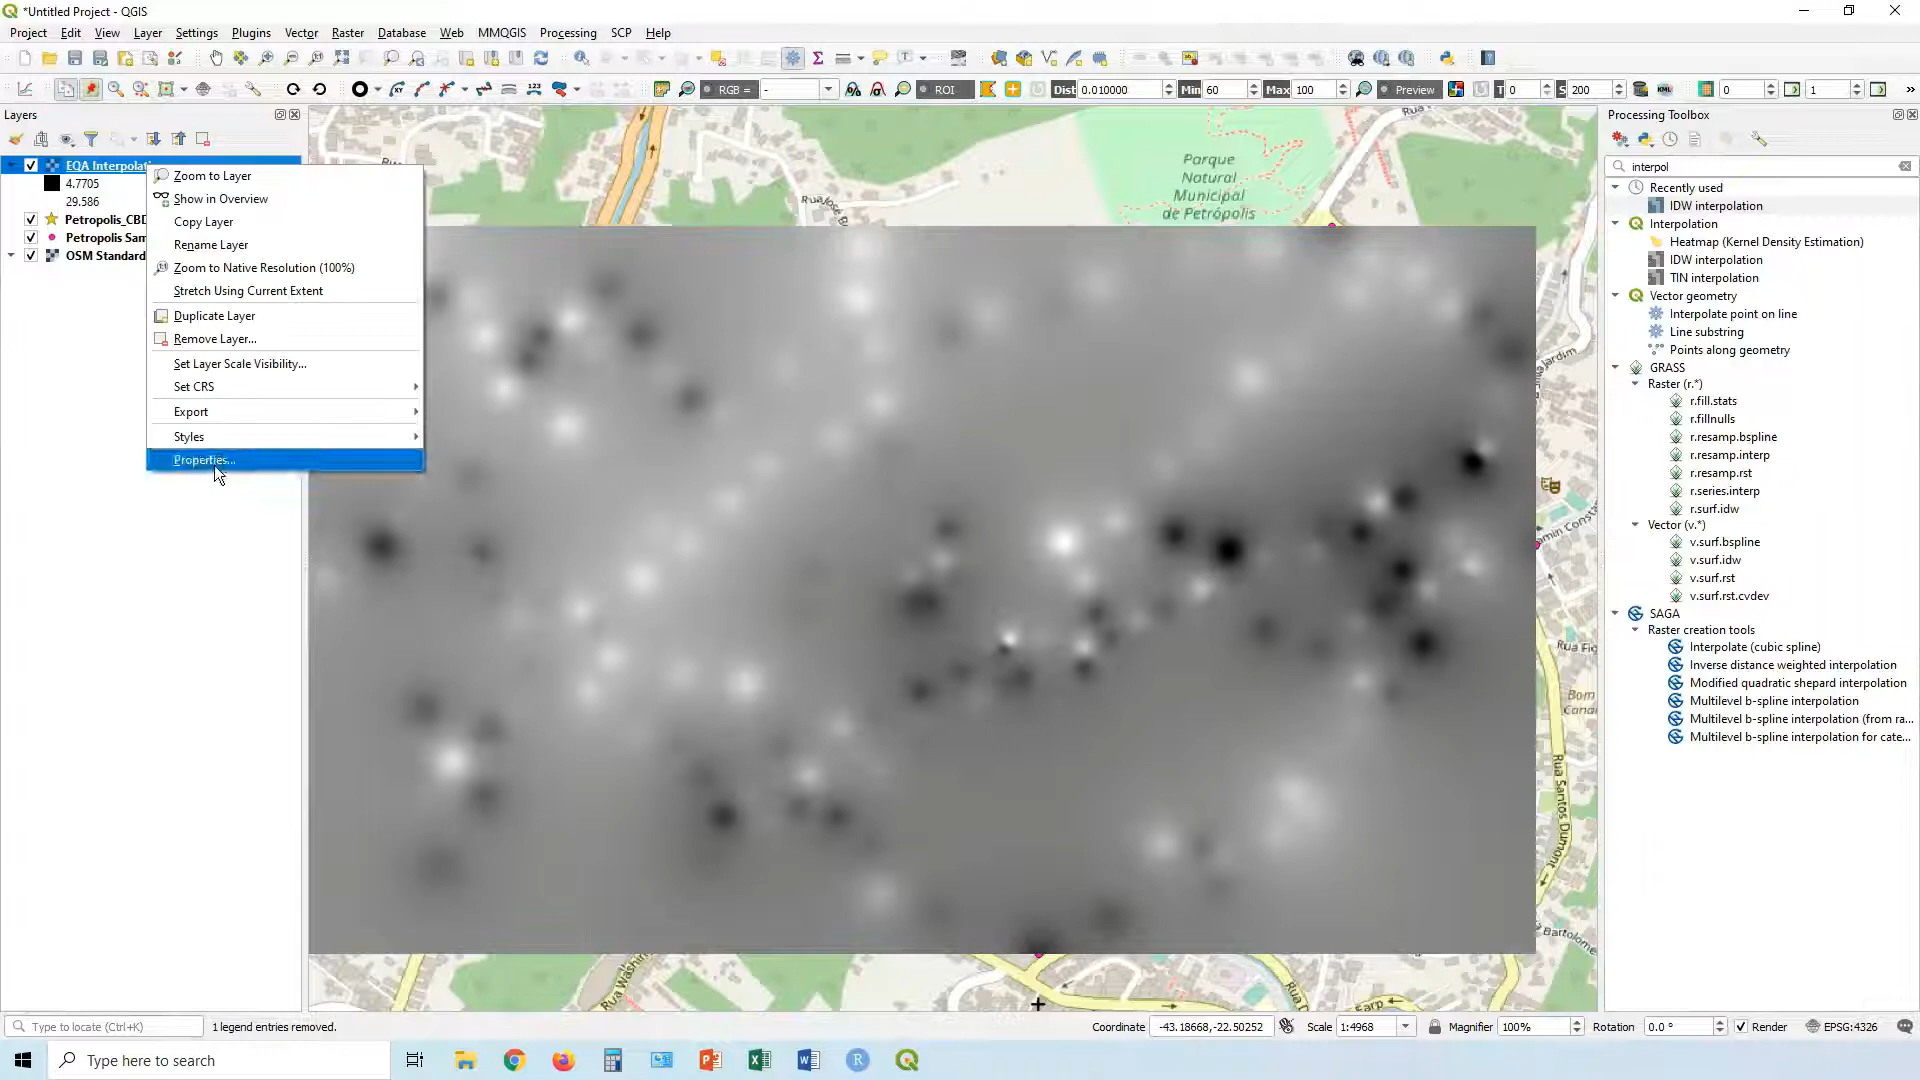 *Untitled Project - QGIS
Project Edit View Layer Settings Plugins Vector Raster Database Web MMQGIS Processing SCP Help
RGB = - ROI Dist 0.010000 Min 60 Max 100 Preview T 0 S 200 0 1 »
Layers
EQA Interpolati
4.7705
29.586
Petropolis_CBD
Petropolis Sam
OSM Standard
Zoom to Layer
Show in Overview
Copy Layer
Rename Layer
Zoom to Native Resolution (100%)
Stretch Using Current Extent
Duplicate Layer
Remove Layer...
Set Layer Scale Visibility...
Set CRS
Export
Styles
Properties...
Parque
Natural
Municipal
de Petrópolis
Rua Santos Dumont
Processing Toolbox
interpol
Recently used
IDW interpolation
Interpolation
Heatmap (Kernel Density Estimation)
IDW interpolation
TIN interpolation
Vector geometry
Interpolate point on line
Line substring
Points along geometry
GRASS
Raster (r.*)
r.fill.stats
r.fillnulls
r.resamp.bspline
r.resamp.interp
r.resamp.rst
r.series.interp
r.surf.idw
Vector (v.*)
v.surf.bspline
v.surf.idw
v.surf.rst
v.surf.rst.cvdev
SAGA
Raster creation tools
Interpolate (cubic spline)
Inverse distance weighted interpolation
Modified quadratic shepard interpolation
Multilevel b-spline interpolation
Multilevel b-spline interpolation (from ra...
Multilevel b-spline interpolation for cate...
Type to locate (Ctrl+K) 1 legend entries removed. Coordinate -43.18668,-22.50252 Scale 1:4968 Magnifier 100% Rotation 0.0 ° Render EPSG:4326
Type here to search